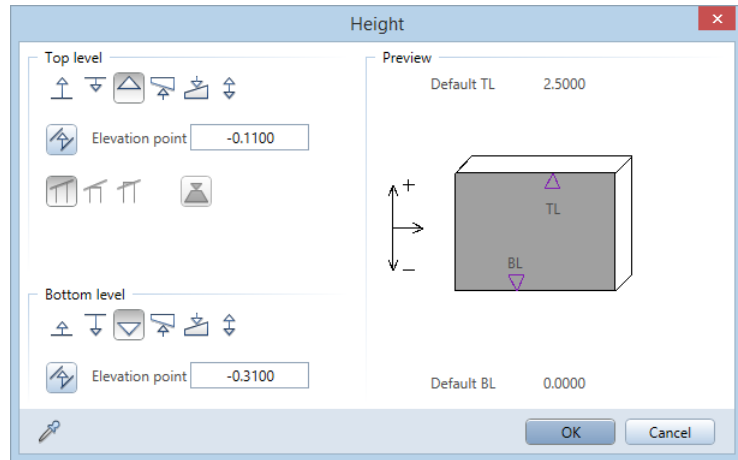 Height
Top level
Elevation point -0.1100
Bottom level
Elevation point -0.3100
Preview
Default TL 2.5000
TL
BL
Default BL 0.0000
OK Cancel